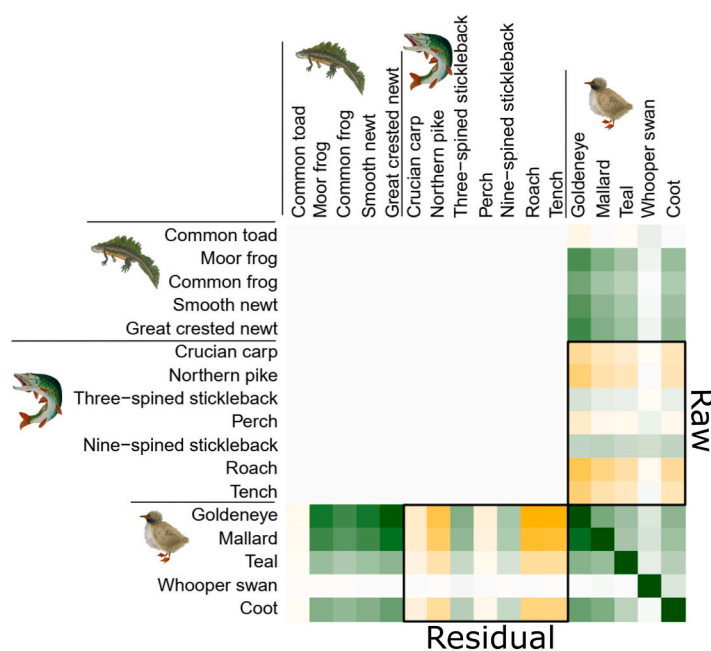 Common toad
Moor frog
Common frog
Smooth newt
Great crested newt
Crucian carp
Northern pike
Three−spined stickleback
Perch
Nine−spined stickleback
Roach
Tench
Goldeneye
Mallard
Teal
Whooper swan
Coot
Common toad
Moor frog
Common frog
Smooth newt
Great crested newt
Crucian carp
Northern pike
Three−spined stickleback
Perch
Nine−spined stickleback
Roach
Tench
Raw
Goldeneye
Mallard
Teal
Whooper swan
Coot
Residual